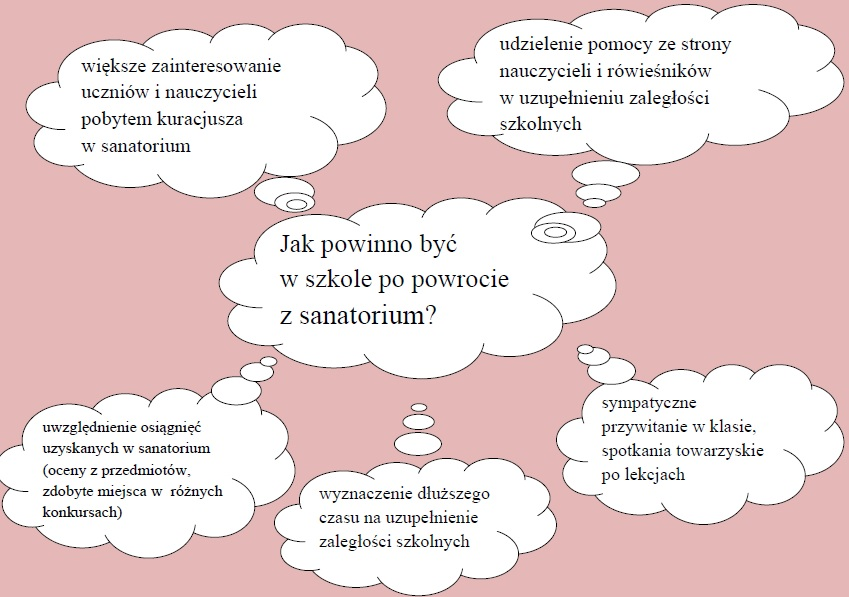 większe zainteresowanie
uczniów i nauczycieli
pobytem kuracjusza
w sanatorium
udzielenie pomocy ze strony
nauczycieli i rówieśników
w uzupełnieniu zaległości
szkolnych
Jak powinno być
w szkole po powrocie
z sanatorium?
uwzględnienie osiągnięć
uzyskanych w sanatorium
(oceny z przedmiotów,
zdobyte miejsca w różnych
konkursach)
wyznaczenie dłuższego
czasu na uzupełnienie
zaległości szkolnych
sympatyczne
przywitanie w klasie,
spotkania towarzyskie
po lekcjach